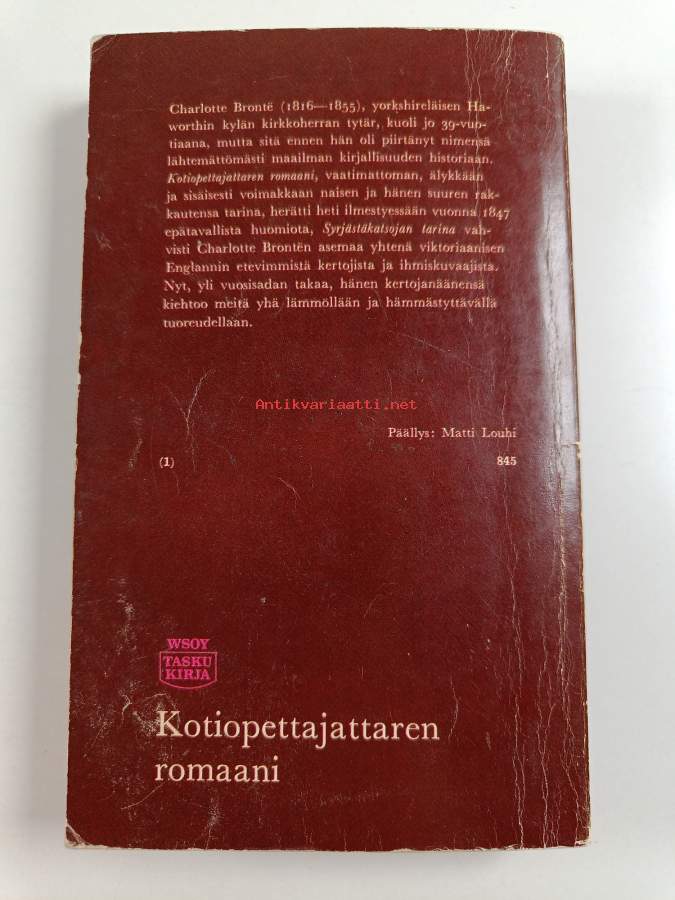 Charlotte Brontë (1816—1855), yorkshireläisen Ha-
worthin kylän kirkkoherran tytär, kuoli jo 39-vuo-
tiaana, mutta sitä ennen hän oli piirtänyt nimensä
lähtemättömästi maailman kirjallisuuden historiaan.
Kotiopettajattaren romaani, vaatimattoman, älykkään
ja sisäisesti voimakkaan naisen ja hänen suuren rak-
kautensa tarina, herätti heti ilmestyessään vuonna 1847
epätavallista huomiota, Syrjästäkatsojan tarina vah-
visti Charlotte Brontën asemaa yhtenä viktoriaanisen
Englannin etevimmistä kertojista ja ihmiskuvaajista.
Nyt, yli vuosisadan takaa, hänen kertojanäänensä
kiehtoo meitä yhä lämmöllään ja hämmästyttävällä
tuoreudellaan.
Antikvariaatti.net
Päällys: Matti Louhi
(1) 845
WSOY
TASKU
KIRJA
Kotiopettajattaren
romaani